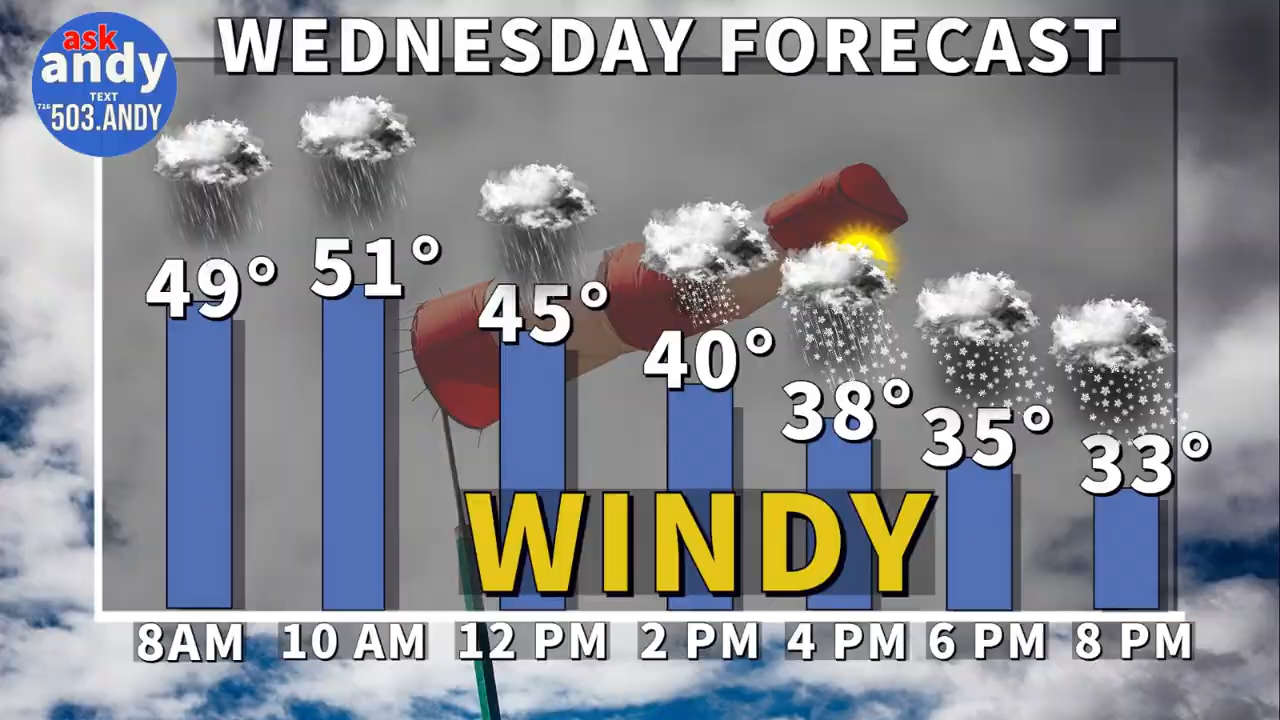 WEDNESDAY FORECAST
ask
andy
TEXT
716 503.ANDY
49° 51° 45° 40° 38° 35° 33°
WINDY
8AM 10 AM 12 PM 2 PM 4 PM 6 PM 8 PM